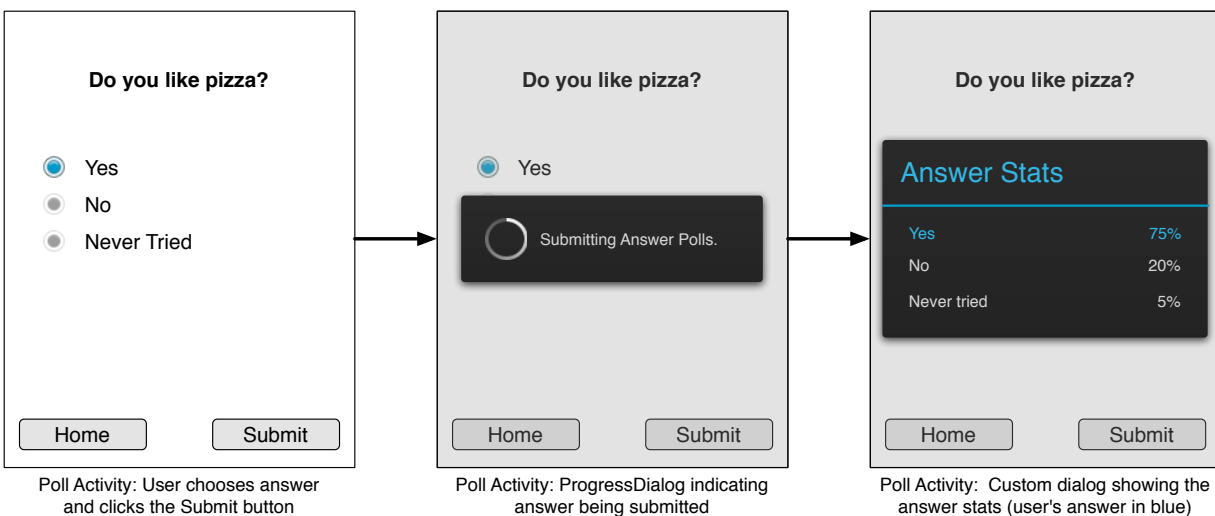 Do you like pizza?
Yes
No
Never Tried
Home
Submit
Poll Activity: User chooses answer
and clicks the Submit button
Do you like pizza?
Yes
Submitting Answer Polls.
Home
Submit
Poll Activity: ProgressDialog indicating
answer being submitted
Do you like pizza?
Answer Stats
Yes 75%
No 20%
Never tried 5%
Home
Submit
Poll Activity:  Custom dialog showing the
answer stats (user's answer in blue)